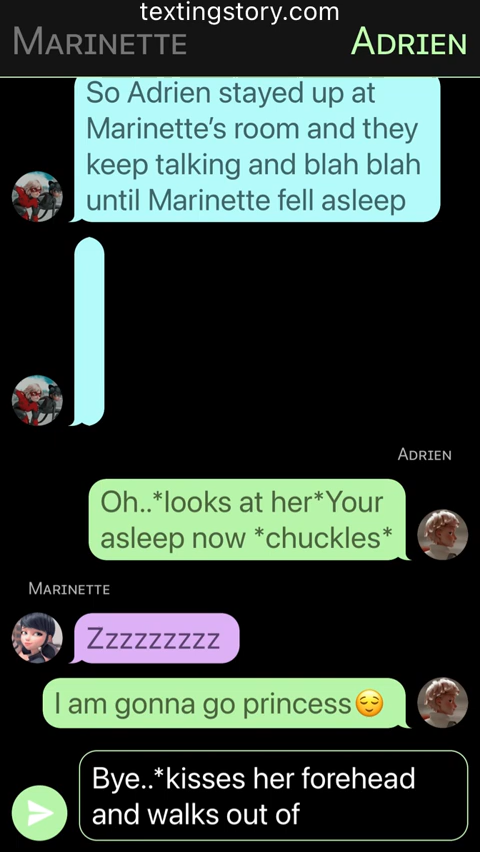 textingstory.com
MARINETTE
ADRIEN
So Adrien stayed up at
Marinette’s room and they
keep talking and blah blah
until Marinette fell asleep
ADRIEN
Oh..*looks at her*Your
asleep now *chuckles*
MARINETTE
Zzzzzzzzz
I am gonna go princess😌
Bye..*kisses her forehead
and walks out of